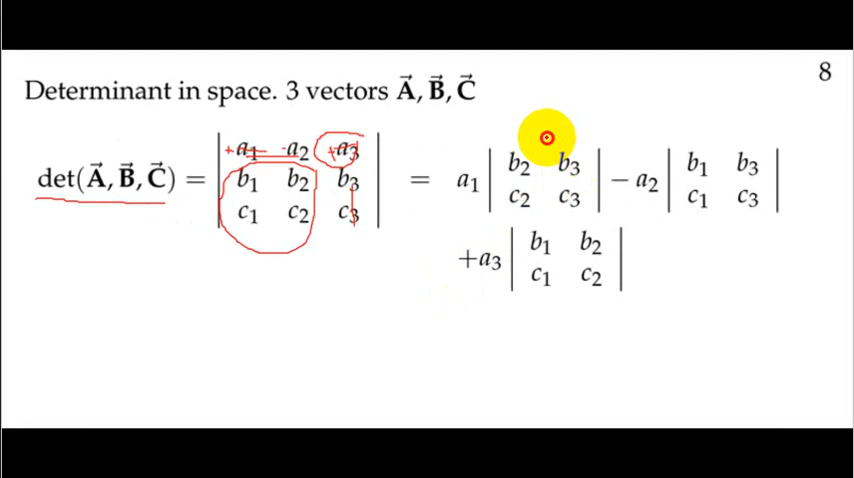 8
Determinant in space. 3 vectors A⃗, B⃗, C⃗
det(A⃗, B⃗, C⃗) = | +a₁ -a₂ +a₃ | = a₁ | b₂ b₃ | − a₂ | b₁ b₃ |
| b₁ b₂ b₃ | | c₂ c₃ | | c₁ c₃ |
| c₁ c₂ c₃ |
+a₃ | b₁ b₂ |
| c₁ c₂ |